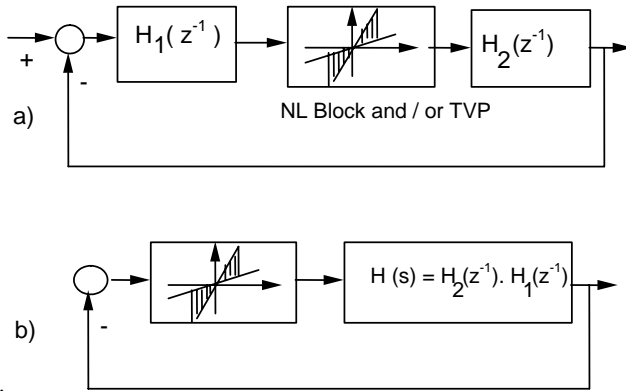 H₁( z⁻¹ )
H₂(z⁻¹)
+
-
a)
NL Block and / or TVP
H (s) = H₂(z⁻¹). H₁(z⁻¹)
-
b)